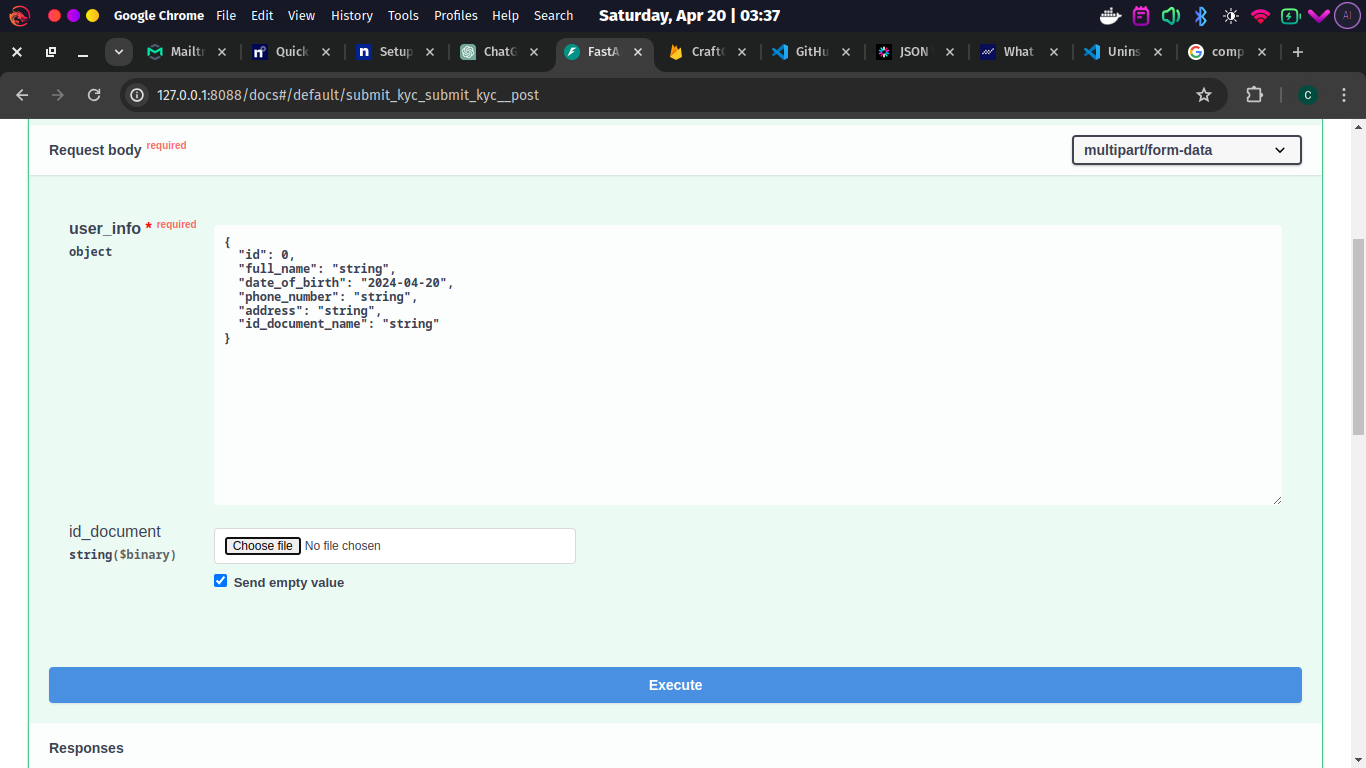 Google Chrome File Edit View History Tools Profiles Help Search Saturday, Apr 20 | 03:37 AI
Mailtr Quick Setup ChatG FastA CraftG GitHu JSON What Unins comp
127.0.0.1:8088/docs#/default/submit_kyc_submit_kyc__post C
Request body required multipart/form-data
user_info * required
object
{
"id": 0,
"full_name": "string",
"date_of_birth": "2024-04-20",
"phone_number": "string",
"address": "string",
"id_document_name": "string"
}
id_document
string($binary)
Choose file No file chosen
Send empty value
Execute
Responses